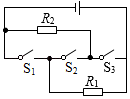 R₂
S₁ S₂ S₃
R₁